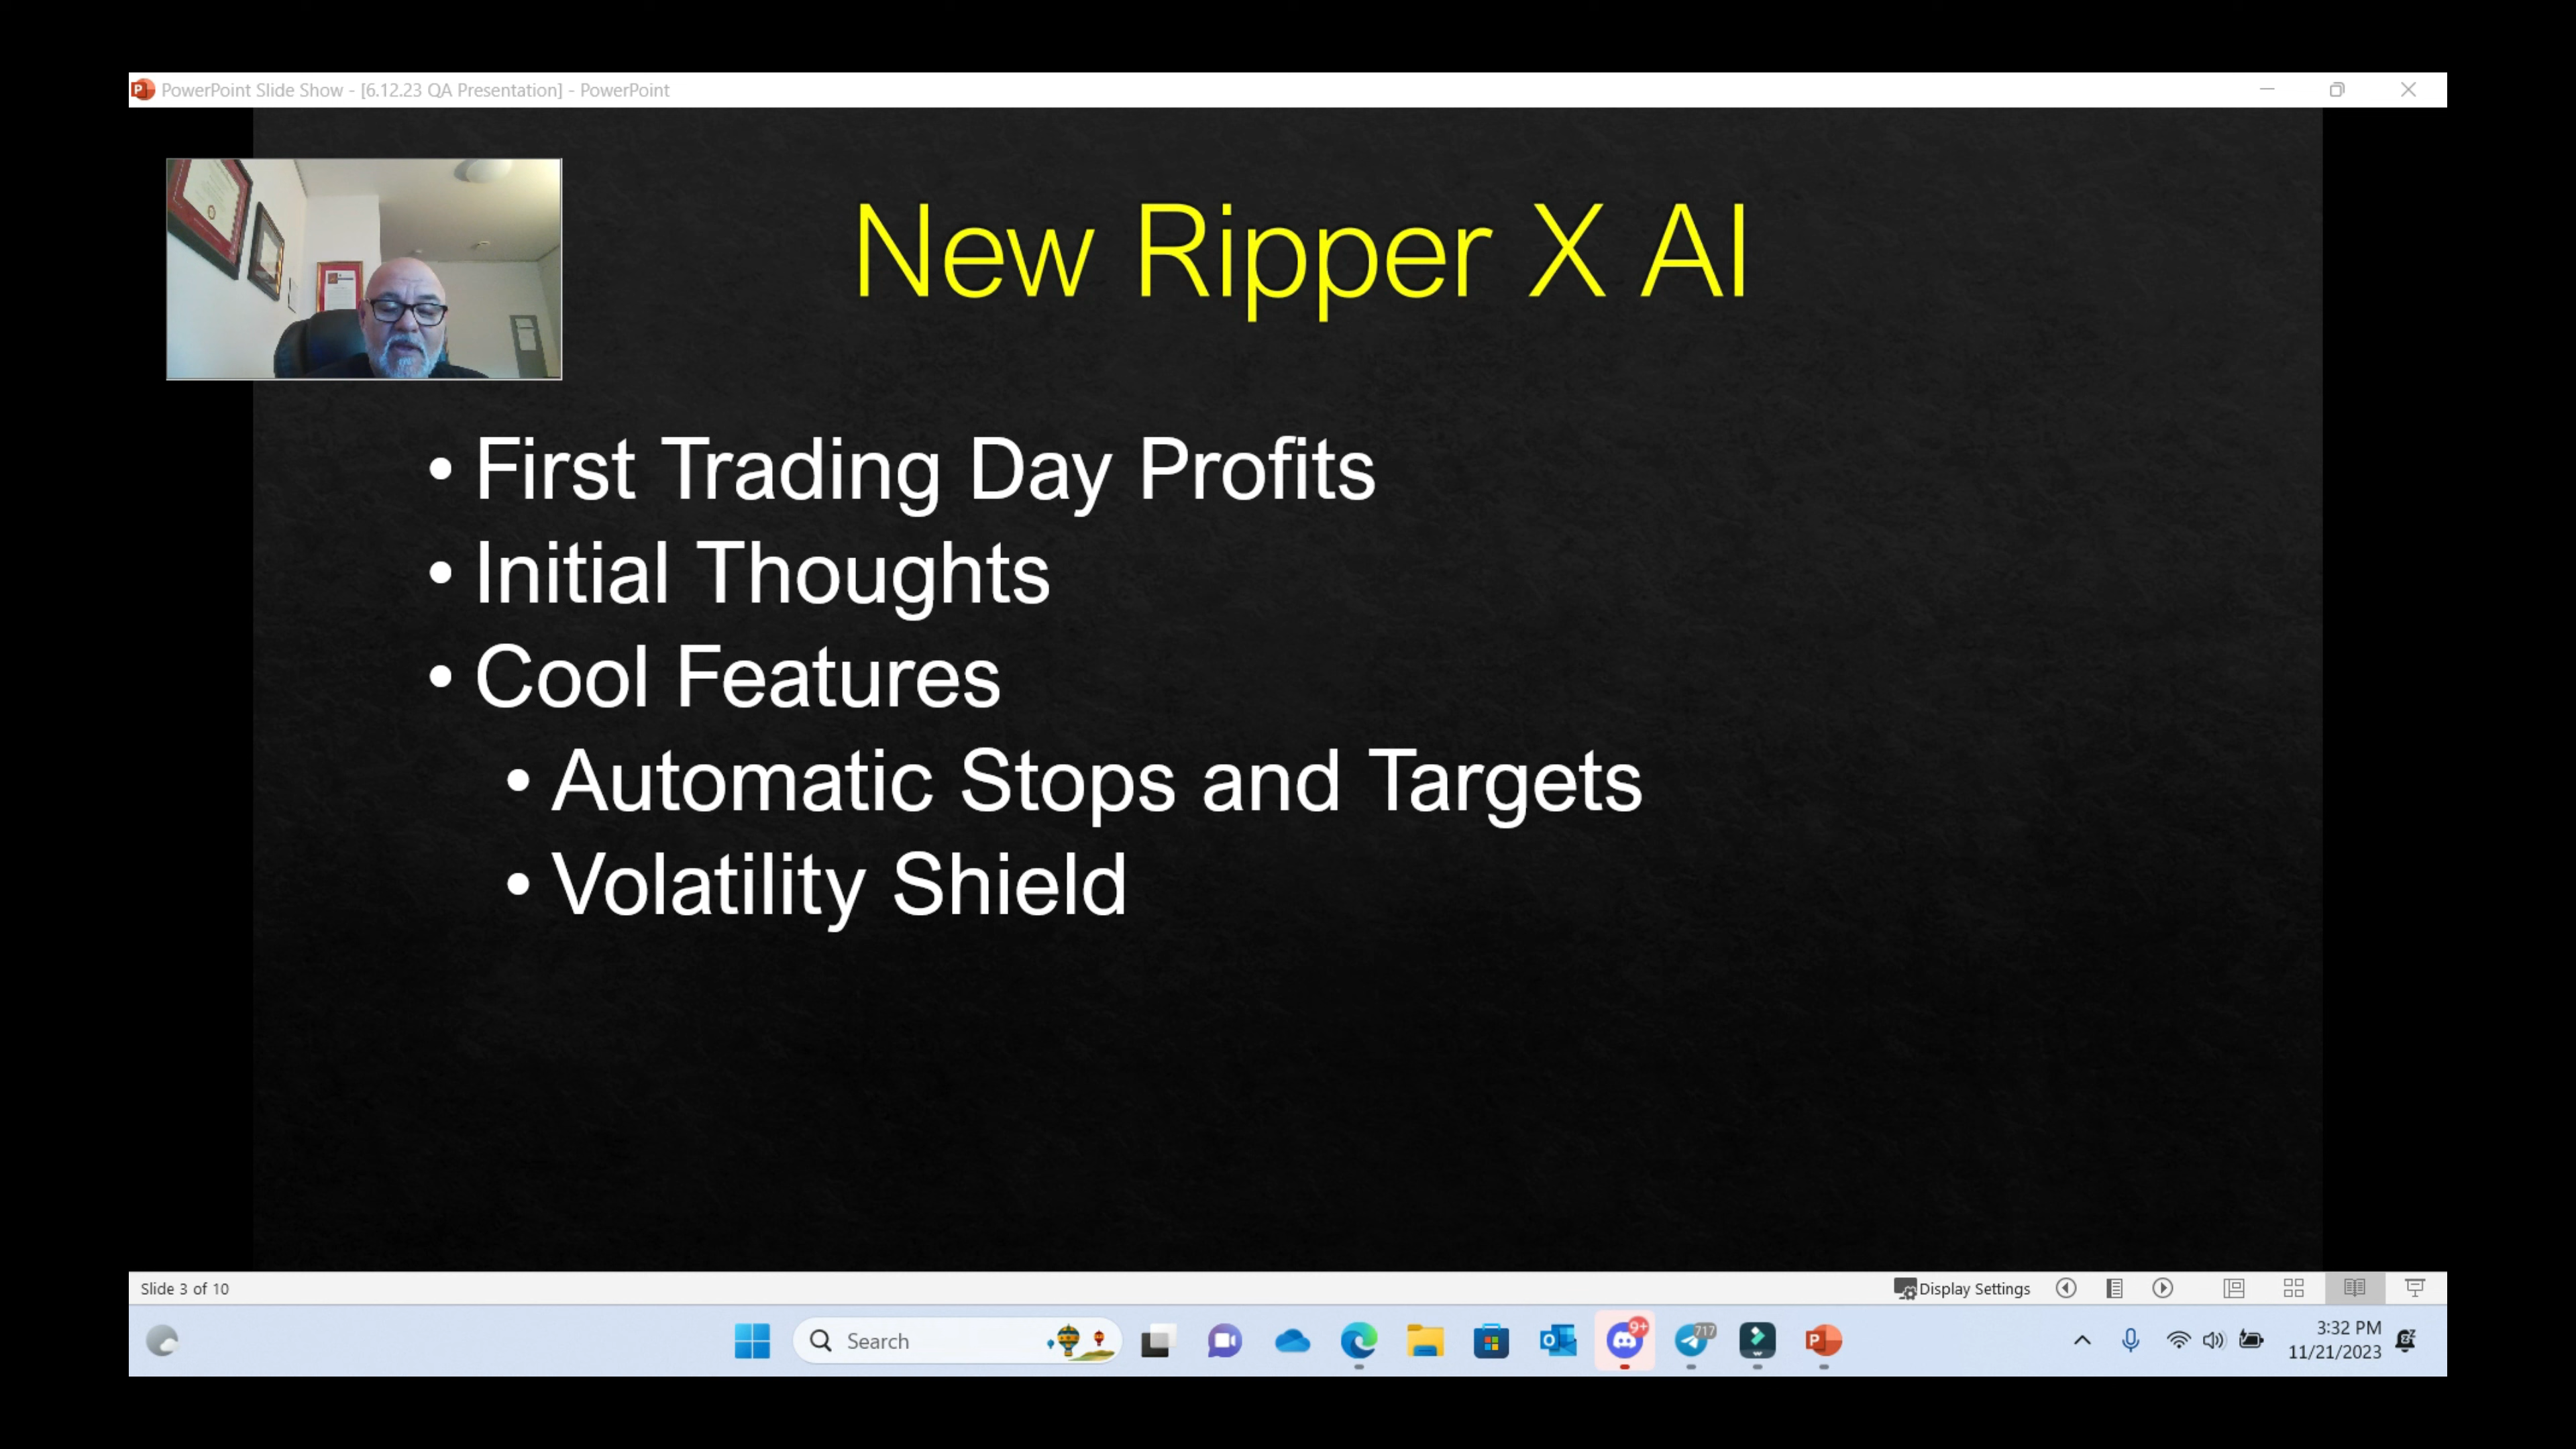 PowerPoint Slide Show - [6.12.23 QA Presentation] - PowerPoint
New Ripper X AI
• First Trading Day Profits
• Initial Thoughts
• Cool Features
• Automatic Stops and Targets
• Volatility Shield
Slide 3 of 10
Display Settings
Search
9+
717
3:32 PM
11/21/2023